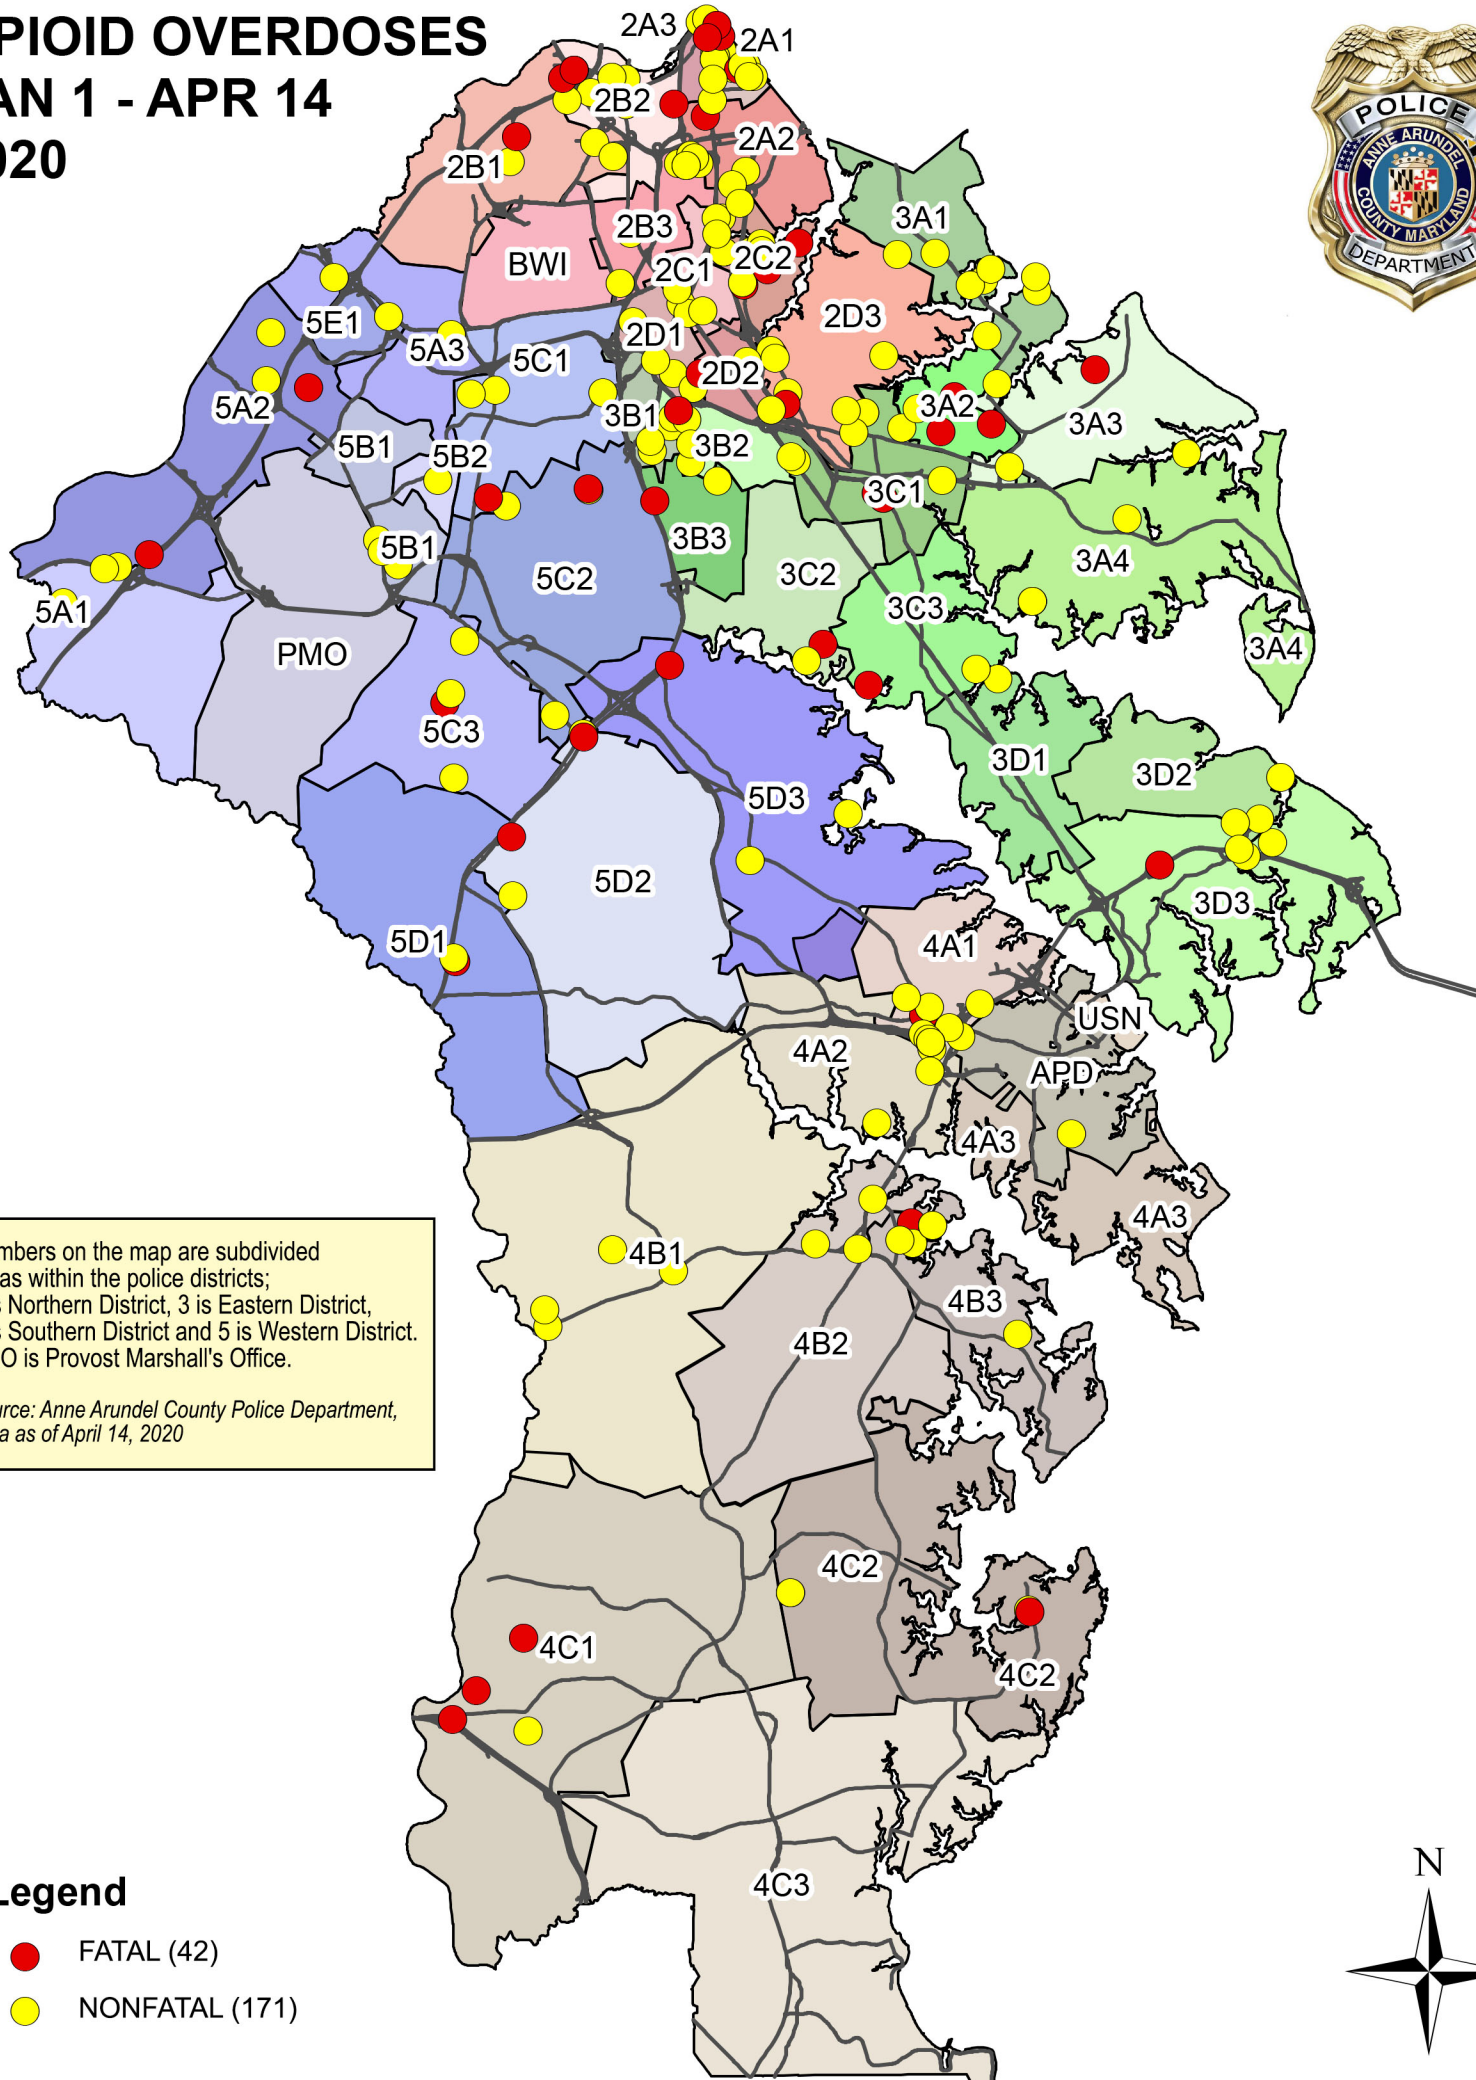 PIOID OVERDOSES
AN 1 - APR 14
020
POLICE
ANNE ARUNDEL
COUNTY MARYLAND
DEPARTMENT
2A3
2A1
2B2
2A2
2B1
3A1
2B3
BWI
2C1
2C2
2D3
5E1
5A3
2D1
5C1
2D2
5A2
3B1
3A2
3A3
5B1
5B2
3B2
3C1
5B1
3B3
3A4
5C2
3C2
5A1
3C3
PMO
3A4
5C3
3D1
3D2
5D3
5D2
3D3
5D1
4A1
USN
4A2
APD
4A3
4A3
4B1
4B3
4B2
mbers on the map are subdivided
as within the police districts;
s Northern District, 3 is Eastern District,
s Southern District and 5 is Western District.
O is Provost Marshall's Office.
urce: Anne Arundel County Police Department,
a as of April 14, 2020
4C2
4C1
4C2
4C3
Legend
FATAL (42)
NONFATAL (171)
N